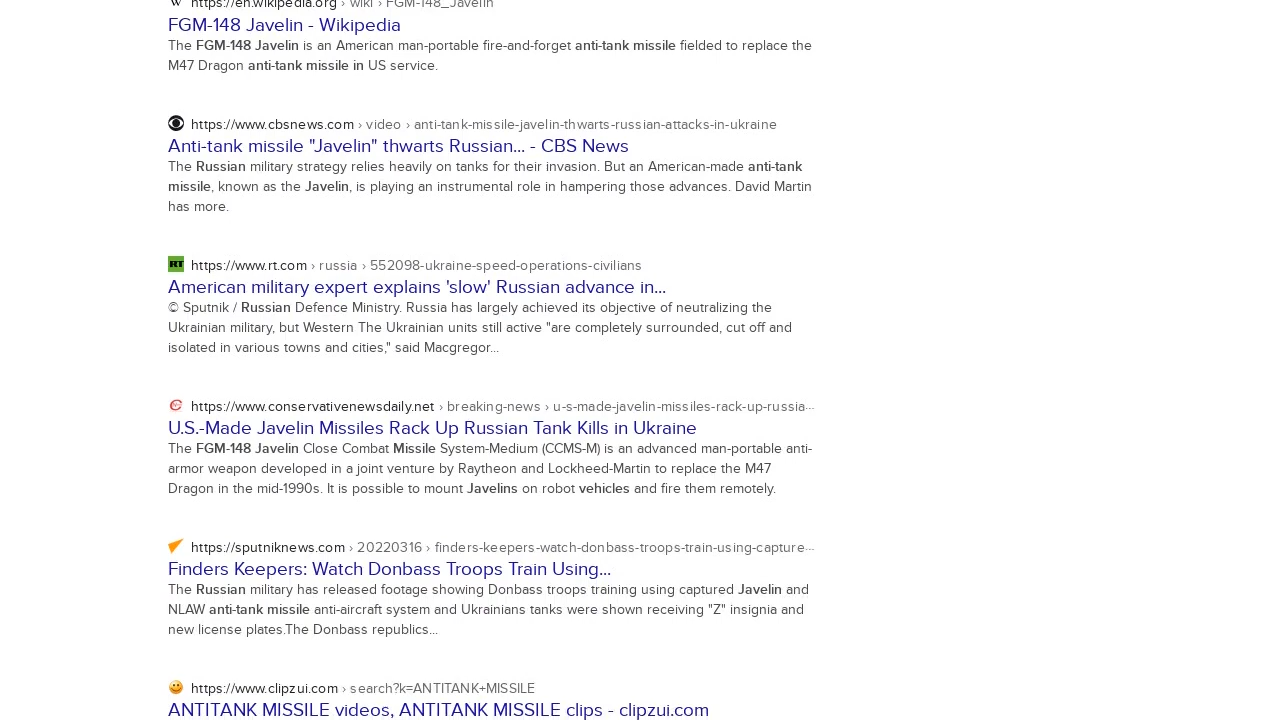 https://en.wikipedia.org › wiki › FGM-148_Javelin
FGM-148 Javelin - Wikipedia
The FGM-148 Javelin is an American man-portable fire-and-forget anti-tank missile fielded to replace the
M47 Dragon anti-tank missile in US service.
https://www.cbsnews.com › video › anti-tank-missile-javelin-thwarts-russian-attacks-in-ukraine
Anti-tank missile "Javelin" thwarts Russian... - CBS News
The Russian military strategy relies heavily on tanks for their invasion. But an American-made anti-tank
missile, known as the Javelin, is playing an instrumental role in hampering those advances. David Martin
has more.
RT https://www.rt.com › russia › 552098-ukraine-speed-operations-civilians
American military expert explains 'slow' Russian advance in...
© Sputnik / Russian Defence Ministry. Russia has largely achieved its objective of neutralizing the
Ukrainian military, but Western The Ukrainian units still active "are completely surrounded, cut off and
isolated in various towns and cities," said Macgregor...
https://www.conservativenewsdaily.net › breaking-news › u-s-made-javelin-missiles-rack-up-russia...
U.S.-Made Javelin Missiles Rack Up Russian Tank Kills in Ukraine
The FGM-148 Javelin Close Combat Missile System-Medium (CCMS-M) is an advanced man-portable anti-
armor weapon developed in a joint venture by Raytheon and Lockheed-Martin to replace the M47
Dragon in the mid-1990s. It is possible to mount Javelins on robot vehicles and fire them remotely.
https://sputniknews.com › 20220316 › finders-keepers-watch-donbass-troops-train-using-capture...
Finders Keepers: Watch Donbass Troops Train Using...
The Russian military has released footage showing Donbass troops training using captured Javelin and
NLAW anti-tank missile anti-aircraft system and Ukrainians tanks were shown receiving "Z" insignia and
new license plates.The Donbass republics...
https://www.clipzui.com › search?k=ANTITANK+MISSILE
ANTITANK MISSILE videos, ANTITANK MISSILE clips - clipzui.com